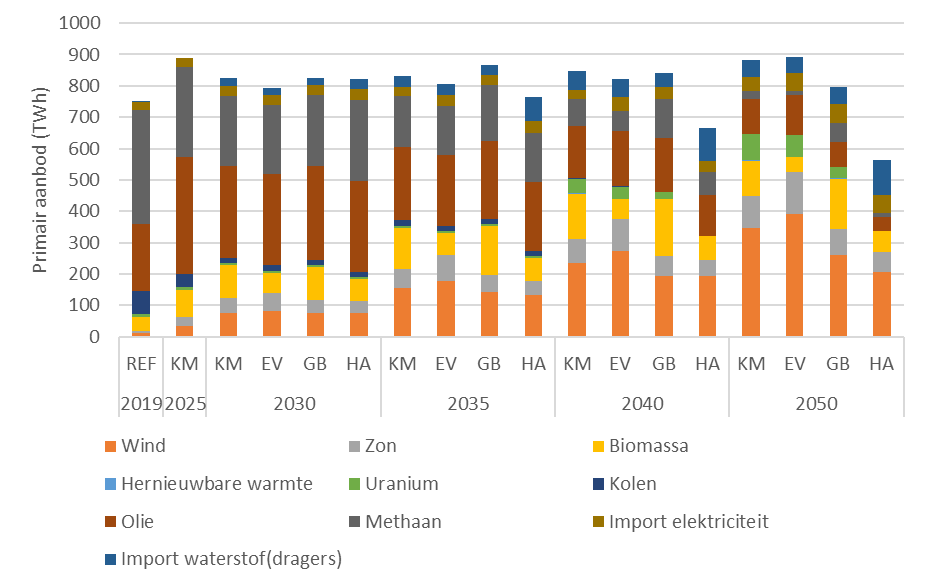 Primair aanbod (TWh)
1000
900
800
700
600
500
400
300
200
100
0
REF KM KM EV GB HA KM EV GB HA KM EV GB HA KM EV GB HA
2019 2025 2030 2035 2040 2050
Wind Zon Biomassa
Hernieuwbare warmte Uranium Kolen
Olie Methaan Import elektriciteit
Import waterstof(dragers)